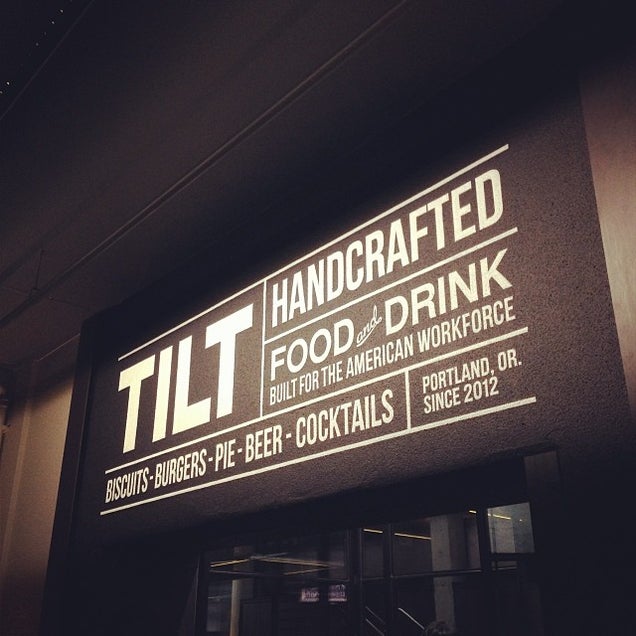 TILT
HANDCRAFTED
FOOD and DRINK
BUILT FOR THE AMERICAN WORKFORCE
BISCUITS - BURGERS - PIE - BEER - COCKTAILS
PORTLAND, OR.
SINCE 2012